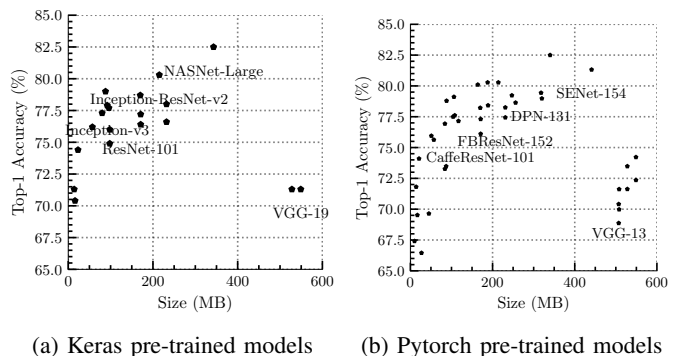 85.0
82.5
80.0
77.5
75.0
72.5
70.0
67.5
65.0
Top-1 Accuracy (%)
NASNet-Large
Inception-ResNet-v2
Inception-v3
ResNet-101
VGG-19
0 200 400 600
Size (MB)
(a) Keras pre-trained models
85.0
82.5
80.0
77.5
75.0
72.5
70.0
67.5
65.0
Top-1 Accuracy (%)
SENet-154
DPN-131
FBResNet-152
CaffeResNet-101
VGG-13
0 200 400 600
Size (MB)
(b) Pytorch pre-trained models